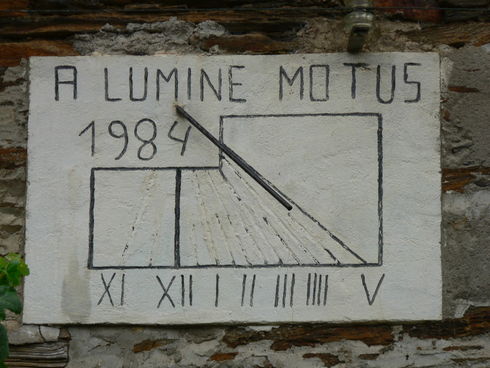 A LUMINE MOTUS
1984
XI XII I II III IIII V